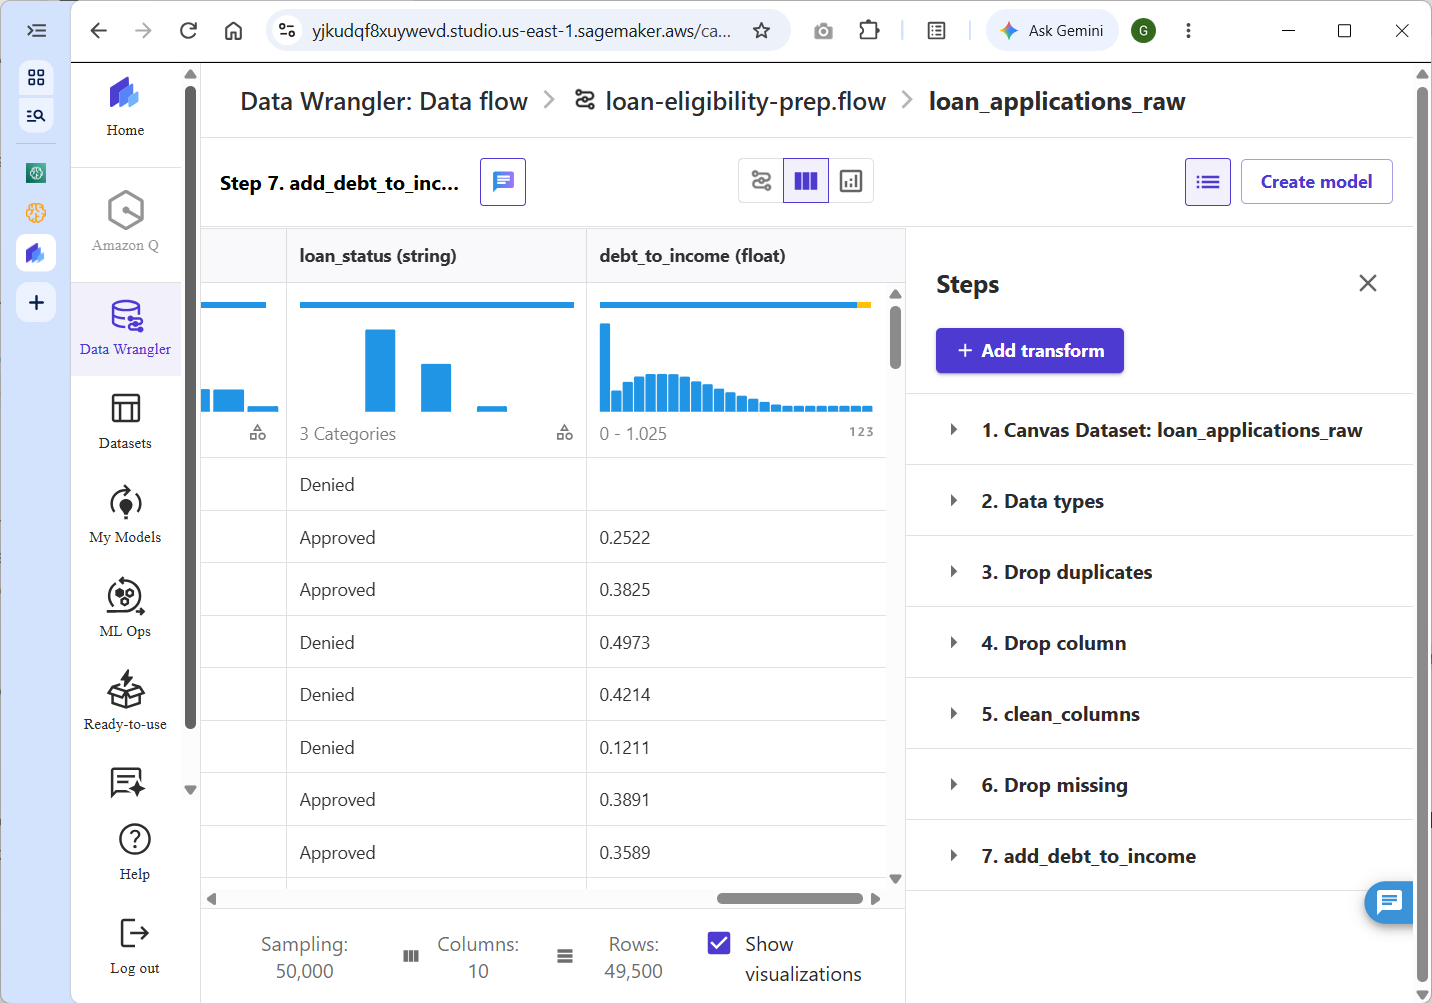 yjkudqf8xuywevd.studio.us-east-1.sagemaker.aws/ca...
Ask Gemini
G
Home
Amazon Q
Data Wrangler
Datasets
My Models
ML Ops
Ready-to-use
Help
Log out
Data Wrangler: Data flow
loan-eligibility-prep.flow
loan_applications_raw
Step 7. add_debt_to_inc...
Create model
loan_status (string)
debt_to_income (float)
3 Categories
0 - 1.025
123
Denied
Approved
0.2522
Approved
0.3825
Denied
0.4973
Denied
0.4214
Denied
0.1211
Approved
0.3891
Approved
0.3589
Sampling:
50,000
Columns:
10
Rows:
49,500
Show
visualizations
Steps
+ Add transform
1. Canvas Dataset: loan_applications_raw
2. Data types
3. Drop duplicates
4. Drop column
5. clean_columns
6. Drop missing
7. add_debt_to_income